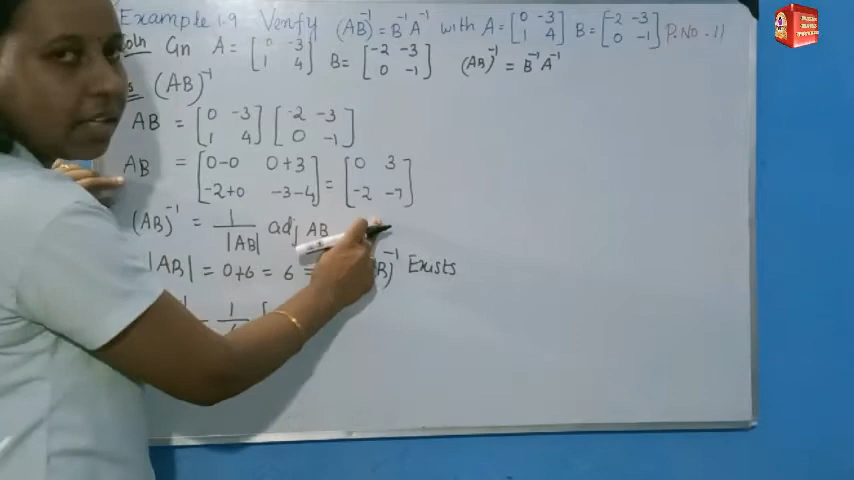 Example 1.9 Verify (AB)⁻¹ = B⁻¹A⁻¹ with A = [0 -3; 1 4] B = [-2 -3; 0 -1] P.No - 11
Soln Gn A = [0 -3; 1 4] B = [-2 -3; 0 -1] (AB)⁻¹ = B⁻¹A⁻¹
(AB)⁻¹
AB = [0 -3; 1 4] [-2 -3; 0 -1]
AB = [0-0 0+3; -2+0 -3-4] = [0 3; -2 -7]
(AB)⁻¹ = 1/|AB| adj AB
|AB| = 0+6 = 6 B)⁻¹ Exists